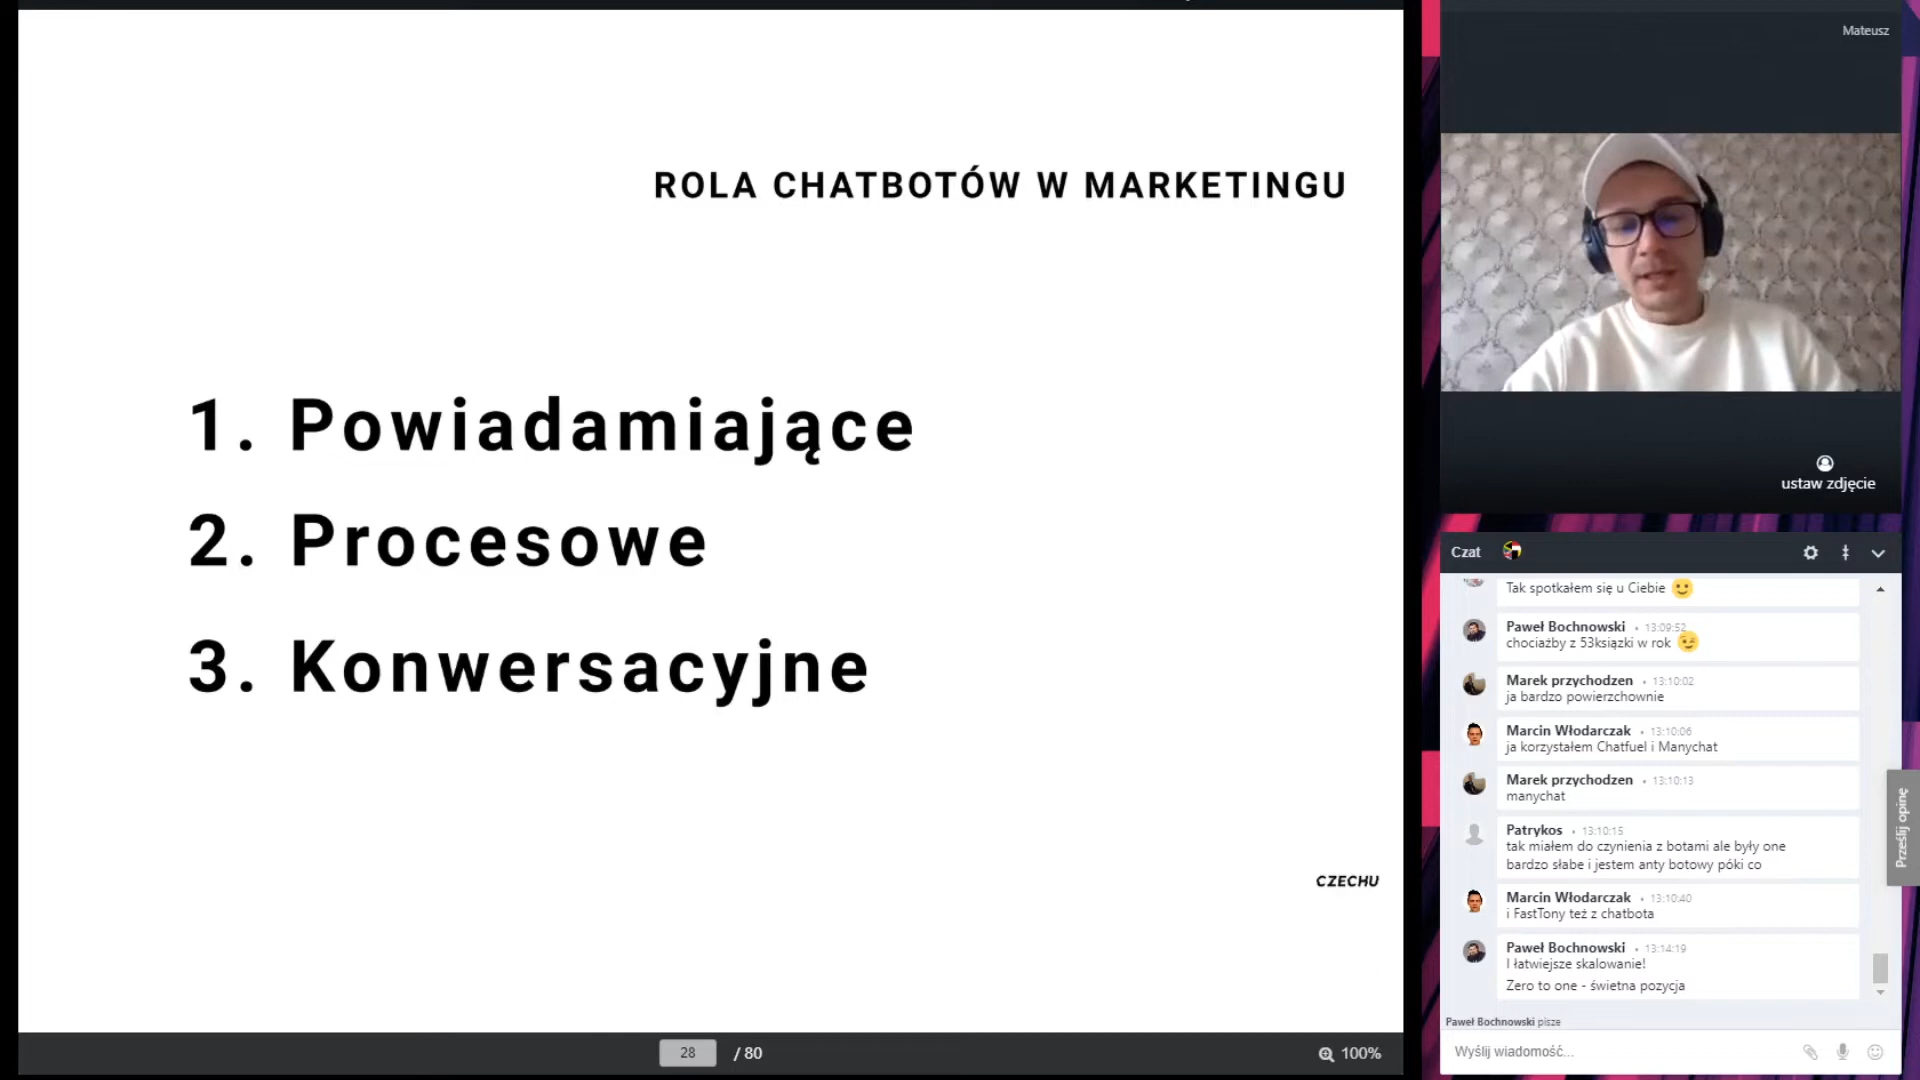 ROLA CHATBOTÓW W MARKETINGU
1. Powiadamiające
2. Procesowe
3. Konwersacyjne
CZECHU
28 / 80
100%
Mateusz
ustaw zdjęcie
Czat
Tak spotkałem się u Ciebie
Paweł Bochnowski • 13:09:52
chociażby z 53ksiązki w rok
Marek przychodzen • 13:10:02
ja bardzo powierzchownie
Marcin Włodarczak • 13:10:06
ja korzystałem Chatfuel i Manychat
Marek przychodzen • 13:10:13
manychat
Patrykos • 13:10:15
tak miałem do czynienia z botami ale były one
bardzo słabe i jestem anty botowy póki co
Marcin Włodarczak • 13:10:40
i FastTony też z chatbota
Paweł Bochnowski • 13:14:19
I łatwiejsze skalowanie!
Zero to one - świetna pozycja
Paweł Bochnowski pisze
Wyślij wiadomość...
Prześlij opinę